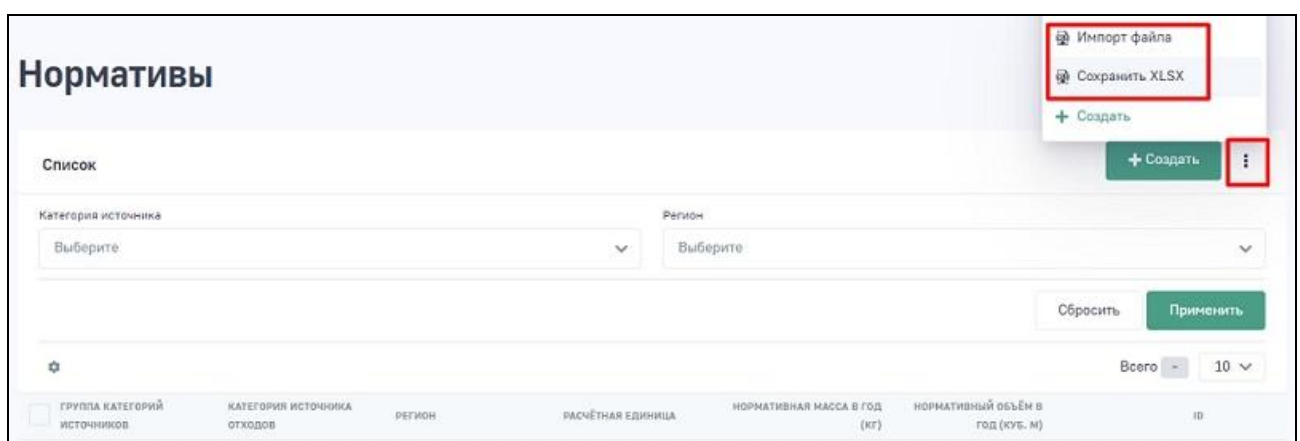 Импорт файла
Нормативы
Сохранить XLSX
+ Создать
Список
+ Создать
Категория источника
Регион
Выберите
Выберите
Сбросить
Применить
Всего - 10
ГРУППА КАТЕГОРИЙ ИСТОЧНИКОВ
КАТЕГОРИЯ ИСТОЧНИКА ОТХОДОВ
РЕГИОН
РАСЧЁТНАЯ ЕДИНИЦА
НОРМАТИВНАЯ МАССА В ГОД (КГ)
НОРМАТИВНЫЙ ОБЪЁМ В ГОД (КУБ. М)
ID